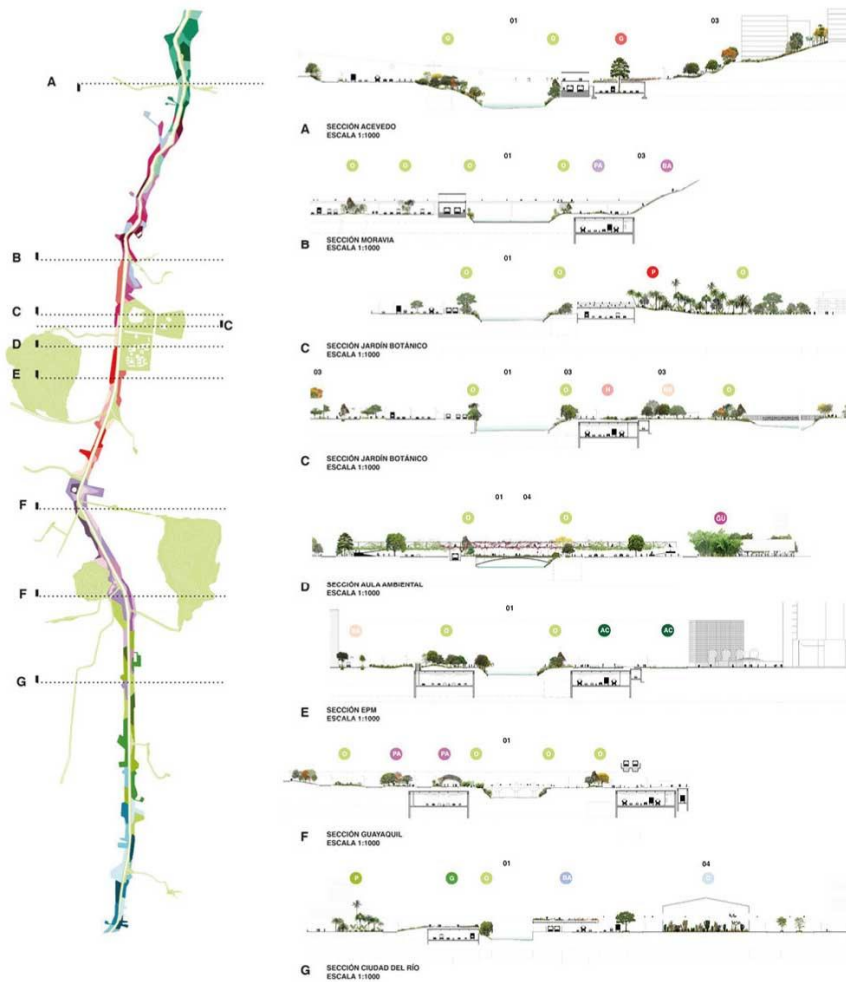 A
B
C
C
D
E
F
F
G
01
03
O
O
G
A SECCIÓN ACEVEDO
ESCALA 1:1000
01
03
O
O
O
O
PA
BA
B SECCIÓN MORAVIA
ESCALA 1:1000
01
O
O
P
O
C SECCIÓN JARDÍN BOTÁNICO
ESCALA 1:1000
03
01
03
03
O
O
O
C SECCIÓN JARDÍN BOTÁNICO
ESCALA 1:1000
01 04
O
O
GU
D SECCIÓN AULA AMBIENTAL
ESCALA 1:1000
01
O
O
AC
AC
E SECCIÓN EPM
ESCALA 1:1000
01
O
PA
PA
O
O
O
F SECCIÓN GUAYAQUIL
ESCALA 1:1000
01
04
P
G
O
BA
G SECCIÓN CIUDAD DEL RÍO
ESCALA 1:1000